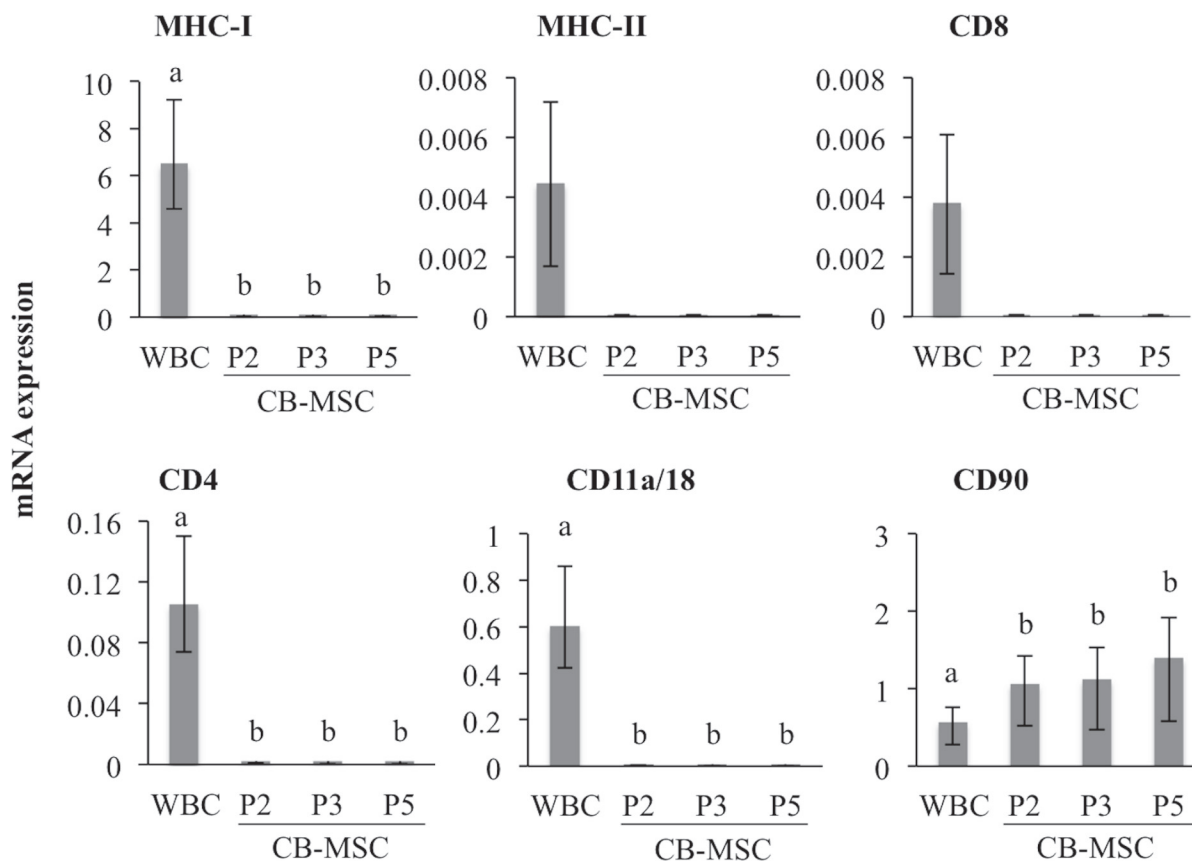 MHC-I
MHC-II
CD8
mRNA expression
10
8
6
4
2
0
a
b b b
WBC P2 P3 P5
CB-MSC
0.008
0.006
0.004
0.002
0
WBC P2 P3 P5
CB-MSC
0.008
0.006
0.004
0.002
0
WBC P2 P3 P5
CB-MSC
CD4
0.16
0.12
0.08
0.04
0
a
b b b
WBC P2 P3 P5
CB-MSC
CD11a/18
1
0.8
0.6
0.4
0.2
0
a
b b b
WBC P2 P3 P5
CB-MSC
CD90
3
2
1
0
a b b b
WBC P2 P3 P5
CB-MSC